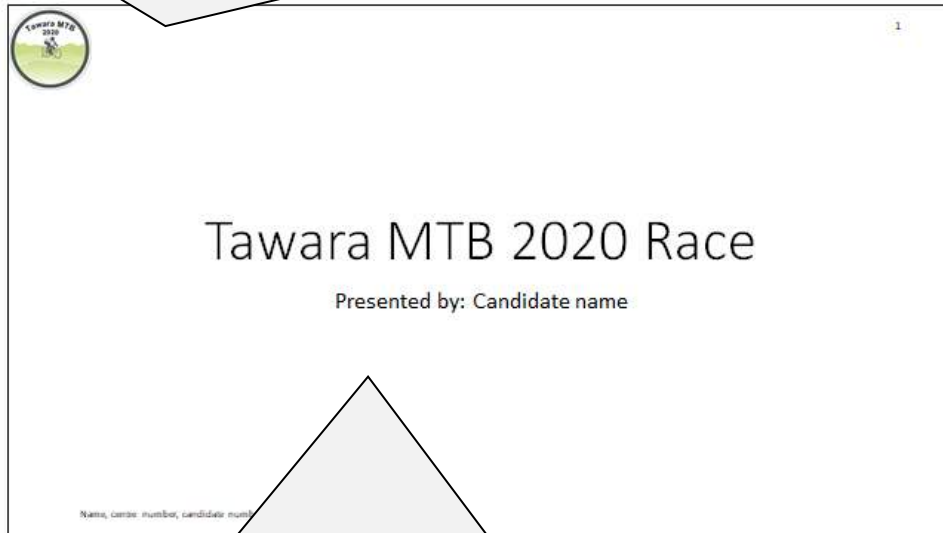 Tawara MTB
2020
1
Tawara MTB 2020 Race
Presented by: Candidate name
Name, centre number, candidate numb